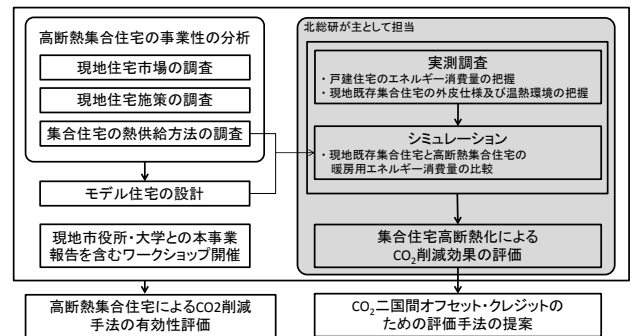 高断熱集合住宅の事業性の分析
現地住宅市場の調査
現地住宅施策の調査
集合住宅の熱供給方法の調査
モデル住宅の設計
現地市役所・大学との本事業
報告を含むワークショップ開催
北総研が主として担当
実測調査
・戸建住宅のエネルギー消費量の把握
・現地既存集合住宅の外皮仕様及び温熱環境の把握
シミュレーション
・現地既存集合住宅と高断熱集合住宅の
暖房用エネルギー消費量の比較
集合住宅高断熱化による
CO₂削減効果の評価
高断熱集合住宅によるCO2削減
手法の有効性評価
CO₂二国間オフセット・クレジットの
ための評価手法の提案